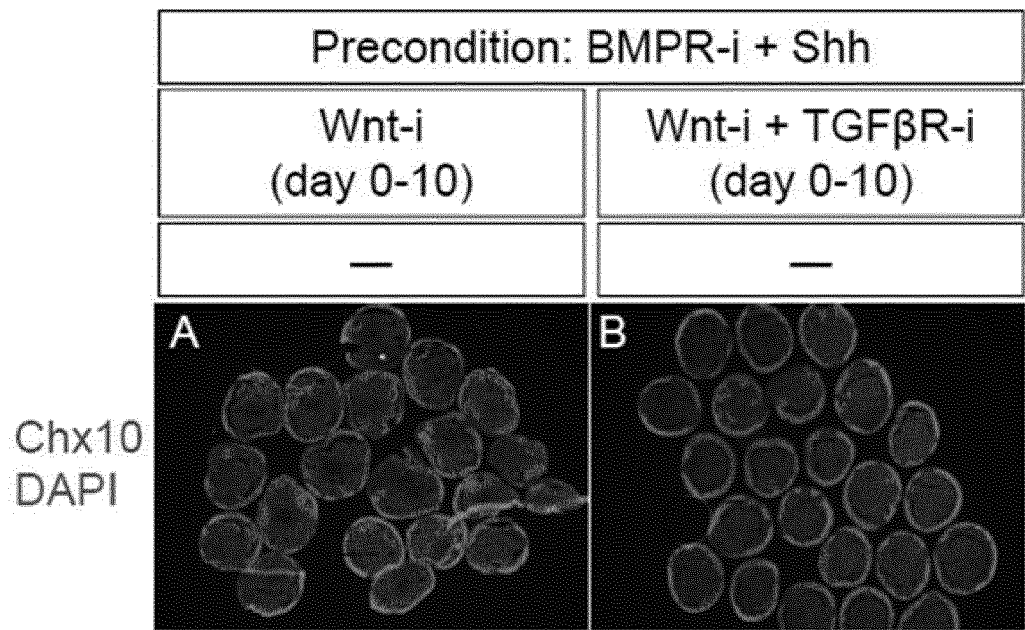 Precondition: BMPR-i + Shh
Wnt-i
(day 0-10)
Wnt-i + TGFβR-i
(day 0-10)
—
—
A
B
Chx10
DAPI